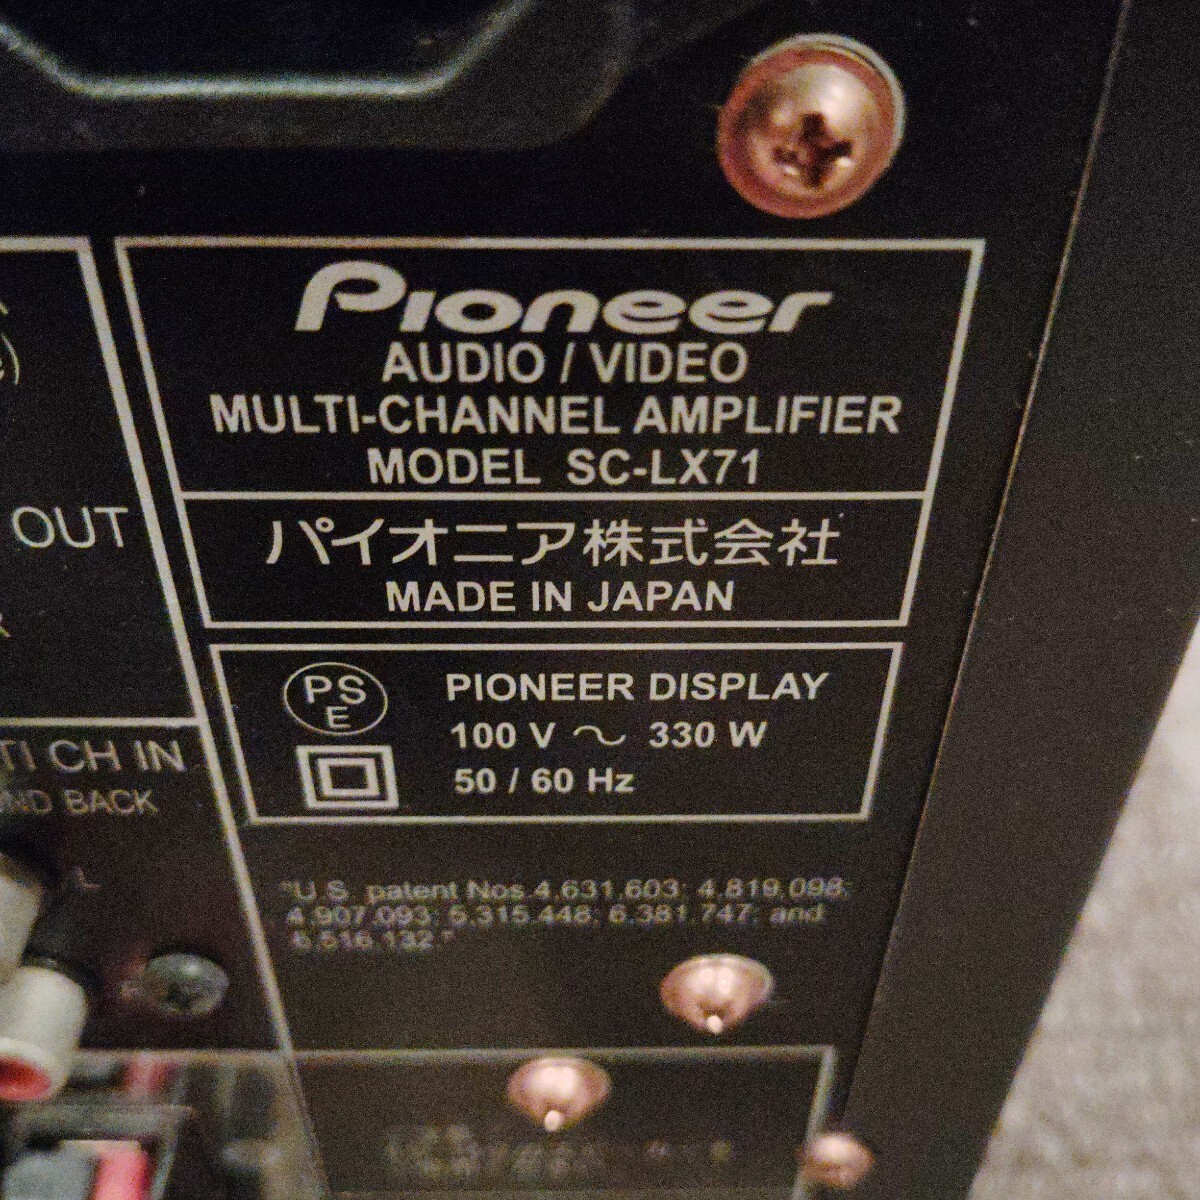 Pioneer
AUDIO / VIDEO
MULTI-CHANNEL AMPLIFIER
MODEL SC-LX71
パイオニア株式会社
MADE IN JAPAN
PS
E
PIONEER DISPLAY
100 V ～ 330 W
50 / 60 Hz
"U.S. patent Nos.4.631.603; 4.819.098;
4.907.093; 5.315.448; 6.381.747; and
6.516.132."
OUT
CH IN
BACK
L